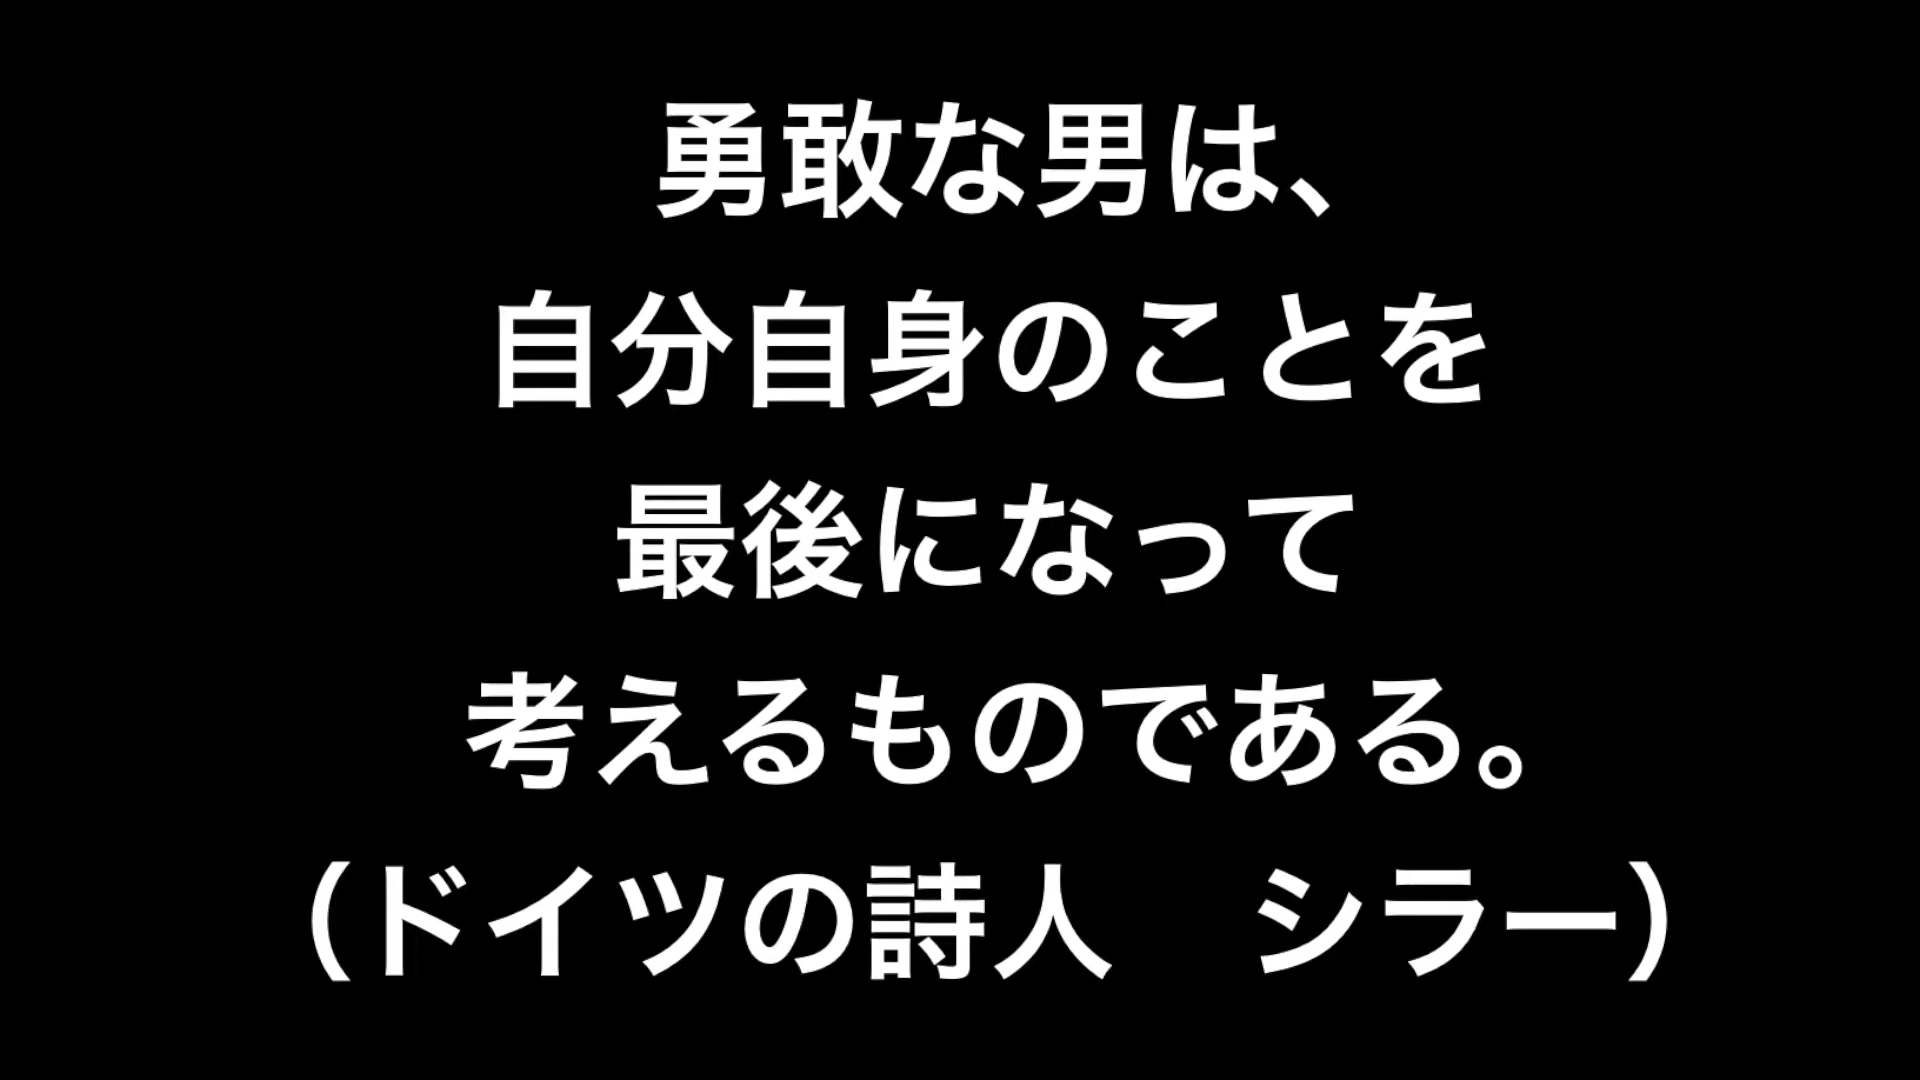 勇敢な男は、
自分自身のことを
最後になって
考えるものである。
（ドイツの詩人　シラー）